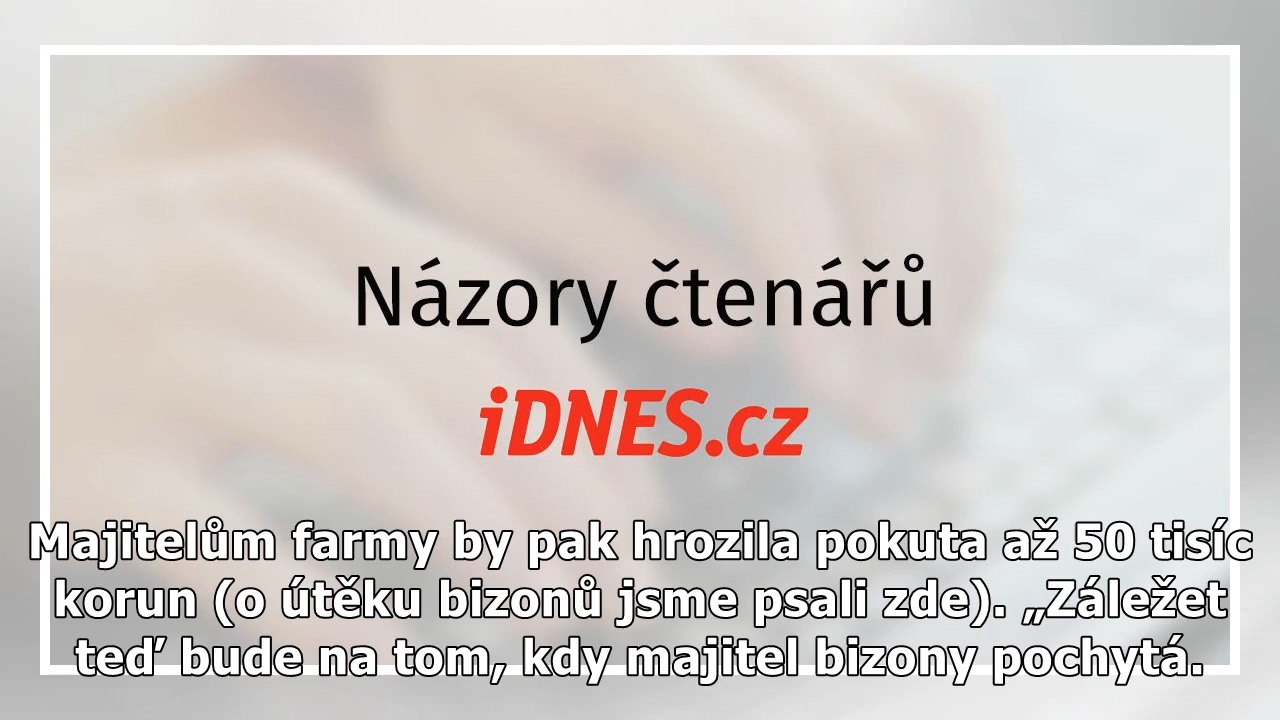 Názory čtenářů
iDNES.cz
Majitelům farmy by pak hrozila pokuta až 50 tisíc
korun (o útěku bizonů jsme psali zde). „Záležet
teď bude na tom, kdy majitel bizony pochytá.